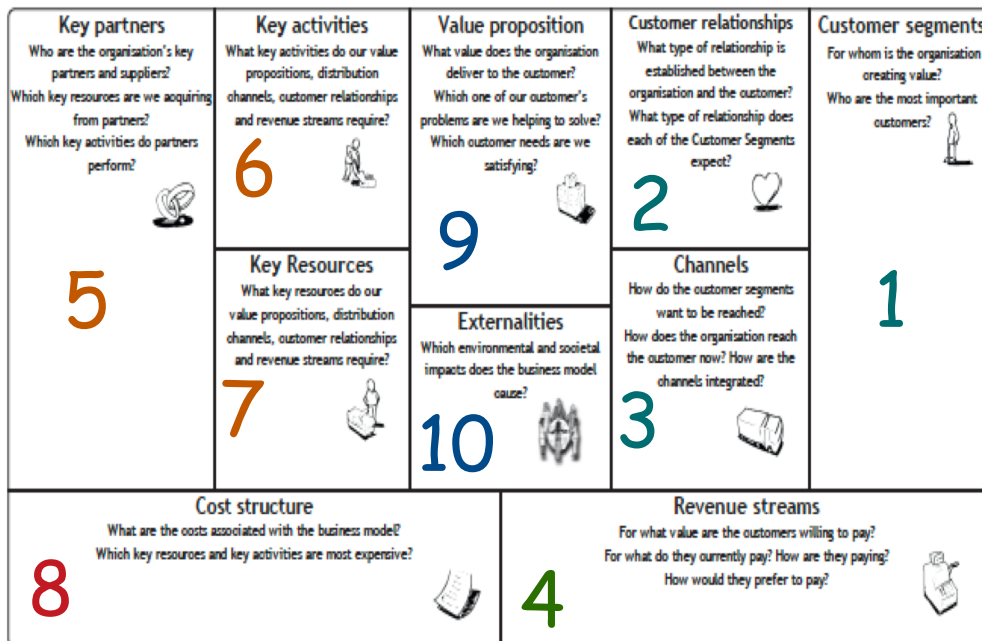 Key partners
Who are the organisation's key
partners and suppliers?
Which key resources are we acquiring
from partners?
Which key activities do partners
perform?
5
Key activities
What key activities do our value
propositions, distribution
channels, customer relationships
and revenue streams require?
6
Key Resources
What key resources do our
value propositions, distribution
channels, customer relationships
and revenue streams require?
7
Value proposition
What value does the organisation
deliver to the customer?
Which one of our customer's
problems are we helping to solve?
Which customer needs are we
satisfying?
9
Externalities
Which environmental and societal
impacts does the business model
cause?
10
Customer relationships
What type of relationship is
established between the
organisation and the customer?
What type of relationship does
each of the Customer Segments
expect?
2
Channels
How do the customer segments
want to be reached?
How does the organisation reach
the customer now? How are the
channels integrated?
3
Customer segments
For whom is the organisation
creating value?
Who are the most important
customers?
1
Cost structure
What are the costs associated with the business model?
Which key resources and key activities are most expensive?
8
Revenue streams
For what value are the customers willing to pay?
For what do they currently pay? How are they paying?
How would they prefer to pay?
4